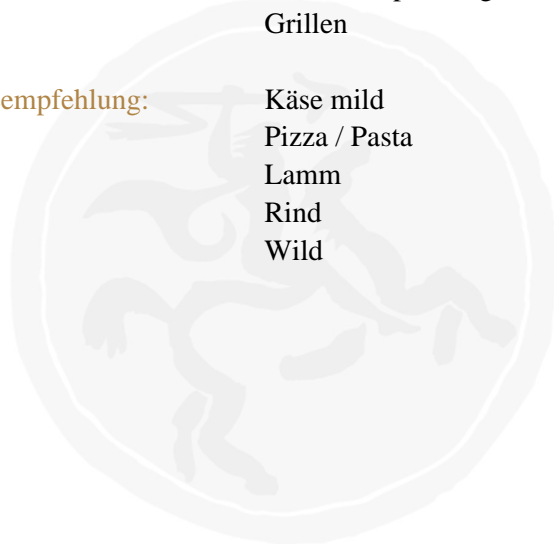 Grillen
empfehlung: Käse mild
Pizza / Pasta
Lamm
Rind
Wild